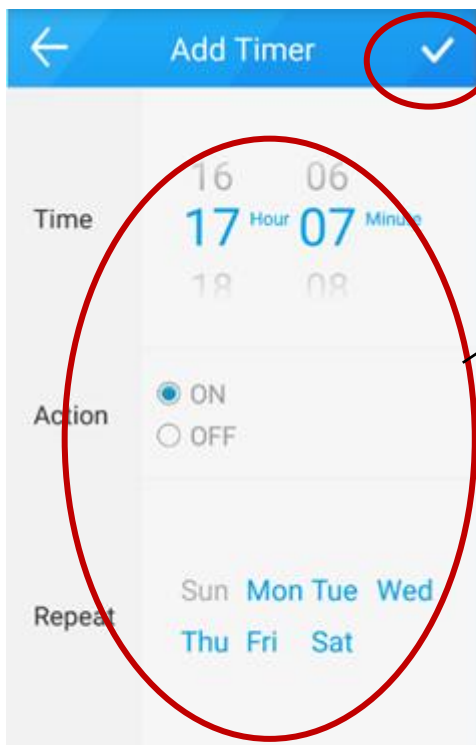 Add Timer
16 06
Time 17 Hour 07 Minute
18 08
Action
ON
OFF
Repeat
Sun Mon Tue Wed
Thu Fri Sat